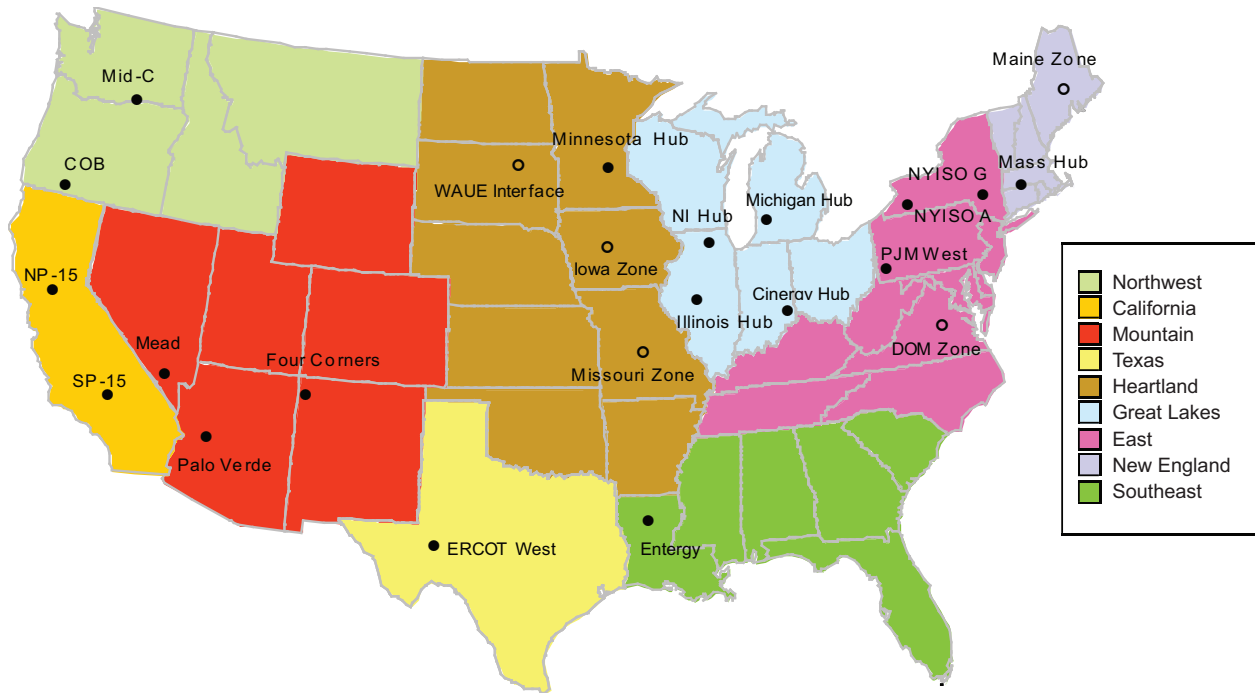 Maine Zone
Mid-C
Minnesota Hub
COB
WAUE Interface
NYISO G
Mass Hub
Michigan Hub
NI Hub
NYISO A
PJM West
NP-15
Iowa Zone
Cinerav Hub
Illinois Hub
DOM Zone
Mead
Four Corners
Missouri Zone
SP-15
Palo Verde
ERCOT West
Entergy
Northwest
California
Mountain
Texas
Heartland
Great Lakes
East
New England
Southeast